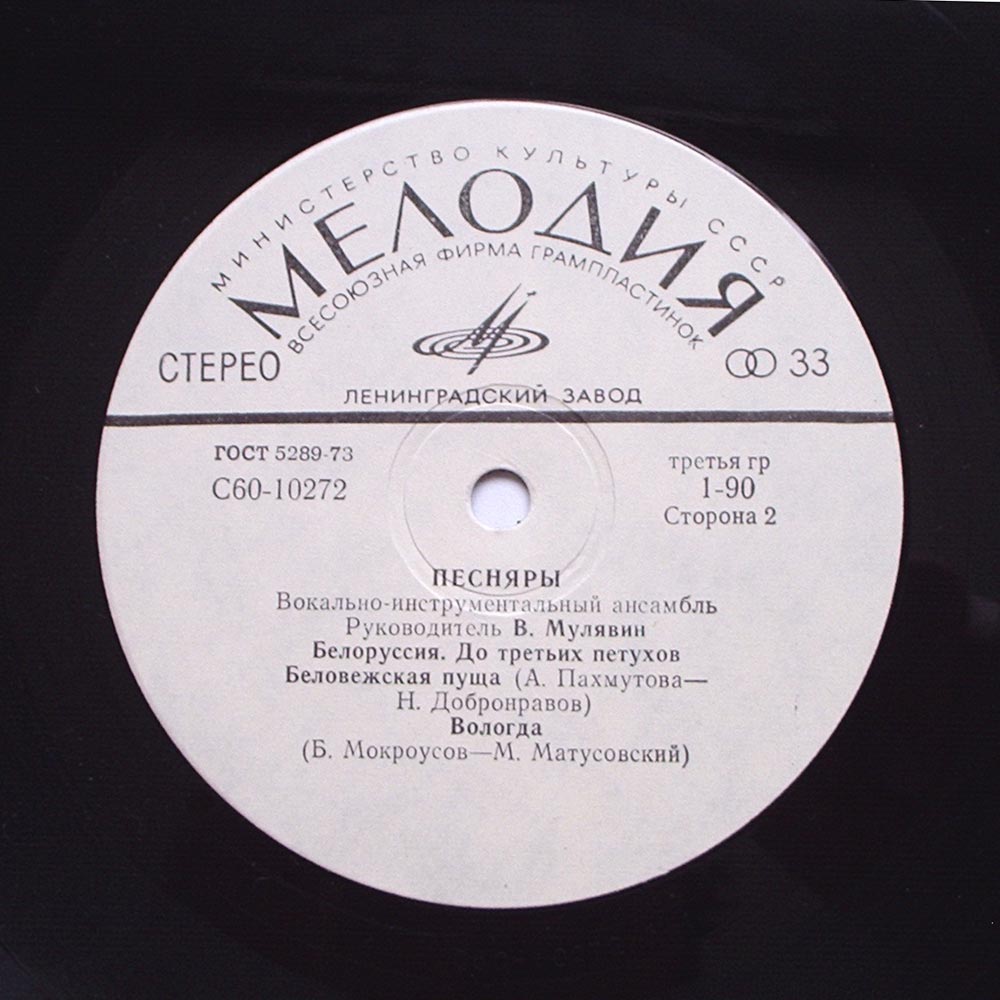 МИНИСТЕРСТВО КУЛЬТУРЫ СССР
МЕЛОДИЯ
ВСЕСОЮЗНАЯ ФИРМА ГРАМПЛАСТИНОК
СТЕРЕО
33
ЛЕНИНГРАДСКИЙ ЗАВОД
ГОСТ 5289-73
С60-10272
третья гр
1-90
Сторона 2
ПЕСНЯРЫ
Вокально-инструментальный ансамбль
Руководитель В. Мулявин
Белоруссия. До третьих петухов
Беловежская пуща (А. Пахмутова—
Н. Добронравов)
Вологда
(Б. Мокроусов—М. Матусовский)